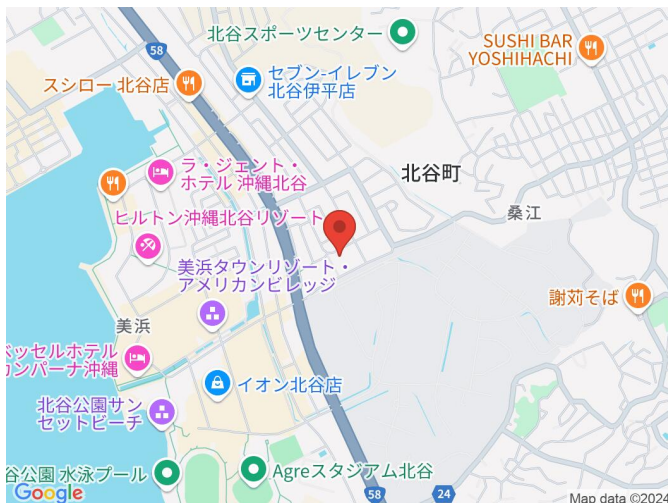 58
北谷スポーツセンター
SUSHI BAR
YOSHIHACHI
スシロー 北谷店
セブン-イレブン
北谷伊平店
ラ・ジェント・
ホテル 沖縄北谷
北谷町
ヒルトン沖縄北谷リゾート
桑江
美浜タウンリゾート・
アメリカンビレッジ
謝苅そば
美浜
ベッセルホテル
カンパーナ沖縄
イオン北谷店
北谷公園サン
セットビーチ
谷公園 水泳プール
Agreスタジアム北谷
Google
58
24
Map data ©2024